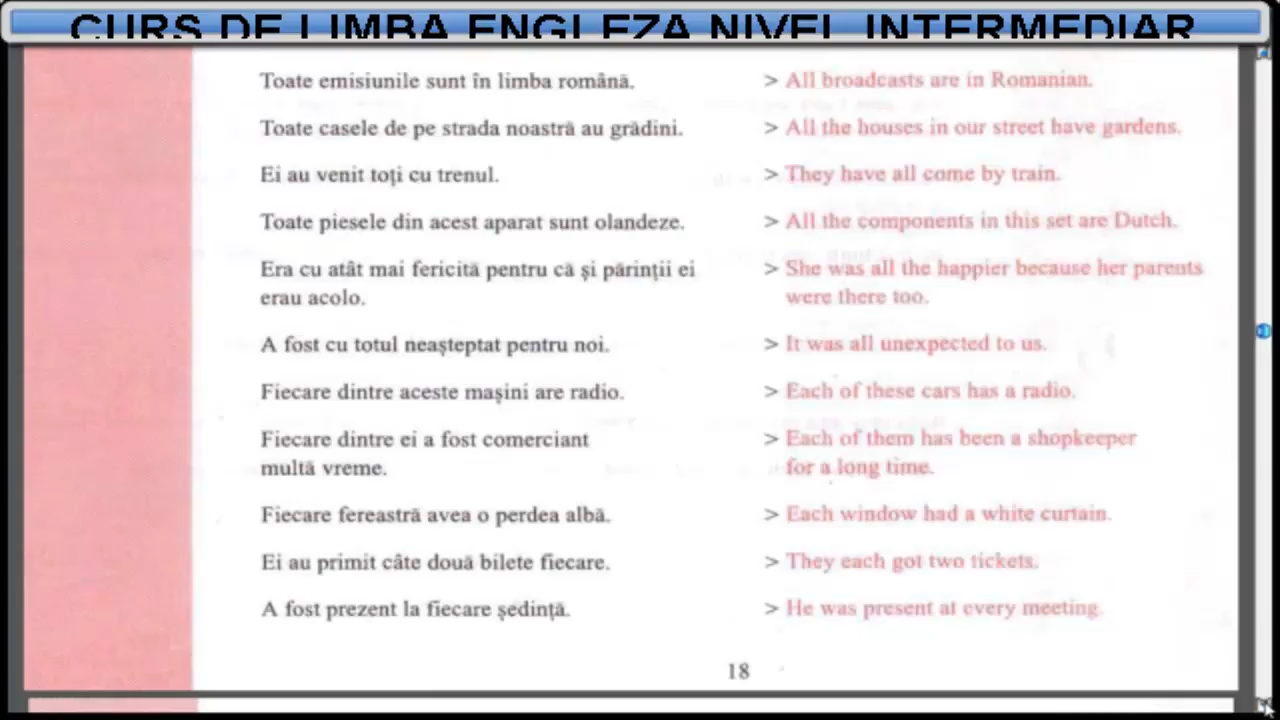 CURS DE LIMBA ENGLEZA NIVEL INTERMEDIAR
Toate emisiunile sunt în limba română. > All broadcasts are in Romanian.
Toate casele de pe strada noastră au grădini. > All the houses in our street have gardens.
Ei au venit toți cu trenul. > They have all come by train.
Toate piesele din acest aparat sunt olandeze. > All the components in this set are Dutch.
Era cu atât mai fericită pentru că și părinții ei > She was all the happier because her parents
erau acolo. were there too.
A fost cu totul neașteptat pentru noi. > It was all unexpected to us.
Fiecare dintre aceste mașini are radio. > Each of these cars has a radio.
Fiecare dintre ei a fost comerciant > Each of them has been a shopkeeper
multă vreme. for a long time.
Fiecare fereastră avea o perdea albă. > Each window had a white curtain.
Ei au primit câte două bilete fiecare. > They each got two tickets.
A fost prezent la fiecare ședință. > He was present at every meeting.
18